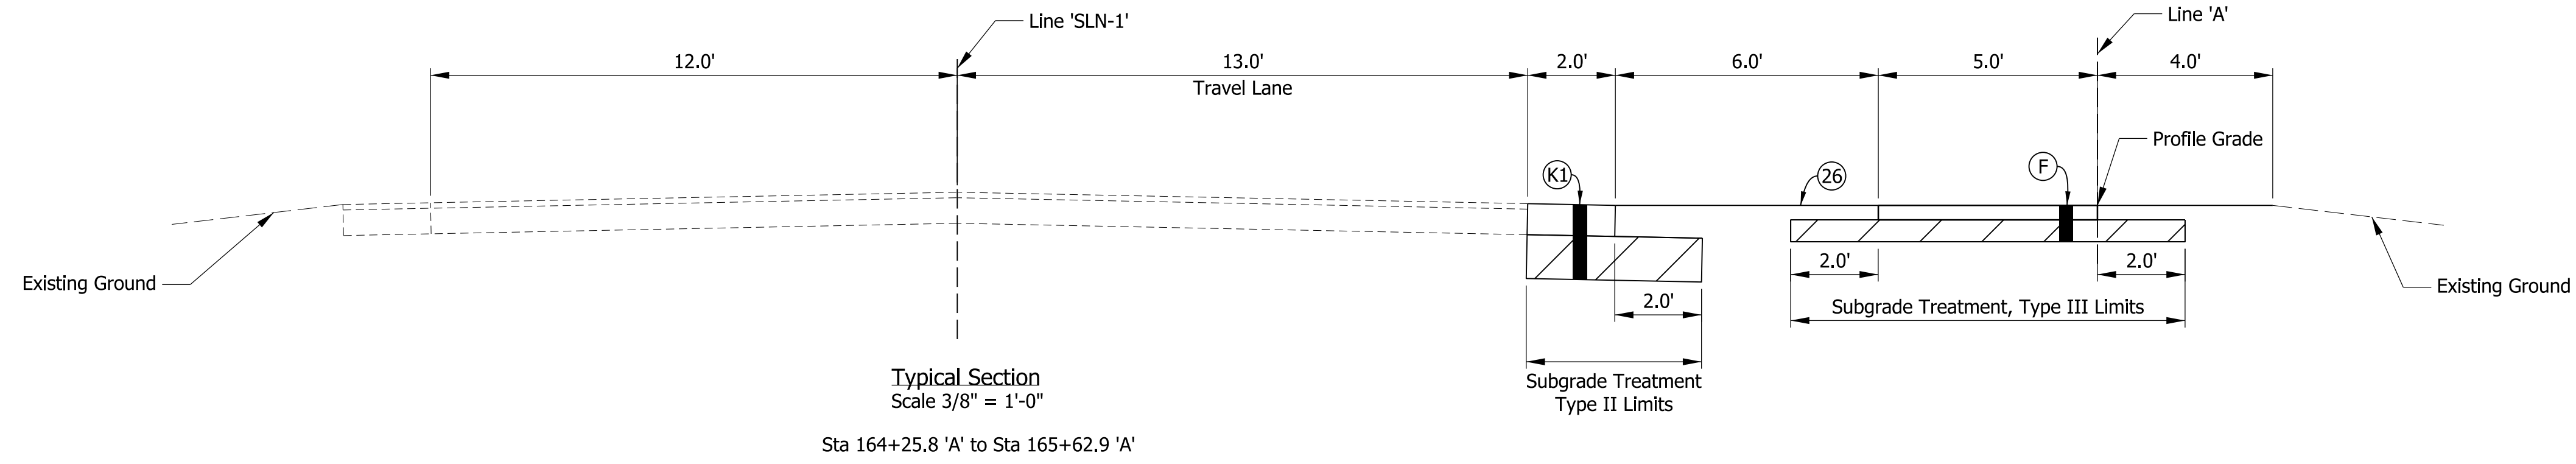 Line 'SLN-1'
Line 'A'
12.0'
13.0'
2.0'
6.0'
5.0'
4.0'
Travel Lane
Profile Grade
K1
26
F
Existing Ground
2.0'
2.0'
2.0'
Existing Ground
Subgrade Treatment, Type III Limits
Subgrade Treatment
Type II Limits
Typical Section
Scale 3/8" = 1'-0"
Sta 164+25.8 'A' to Sta 165+62.9 'A'